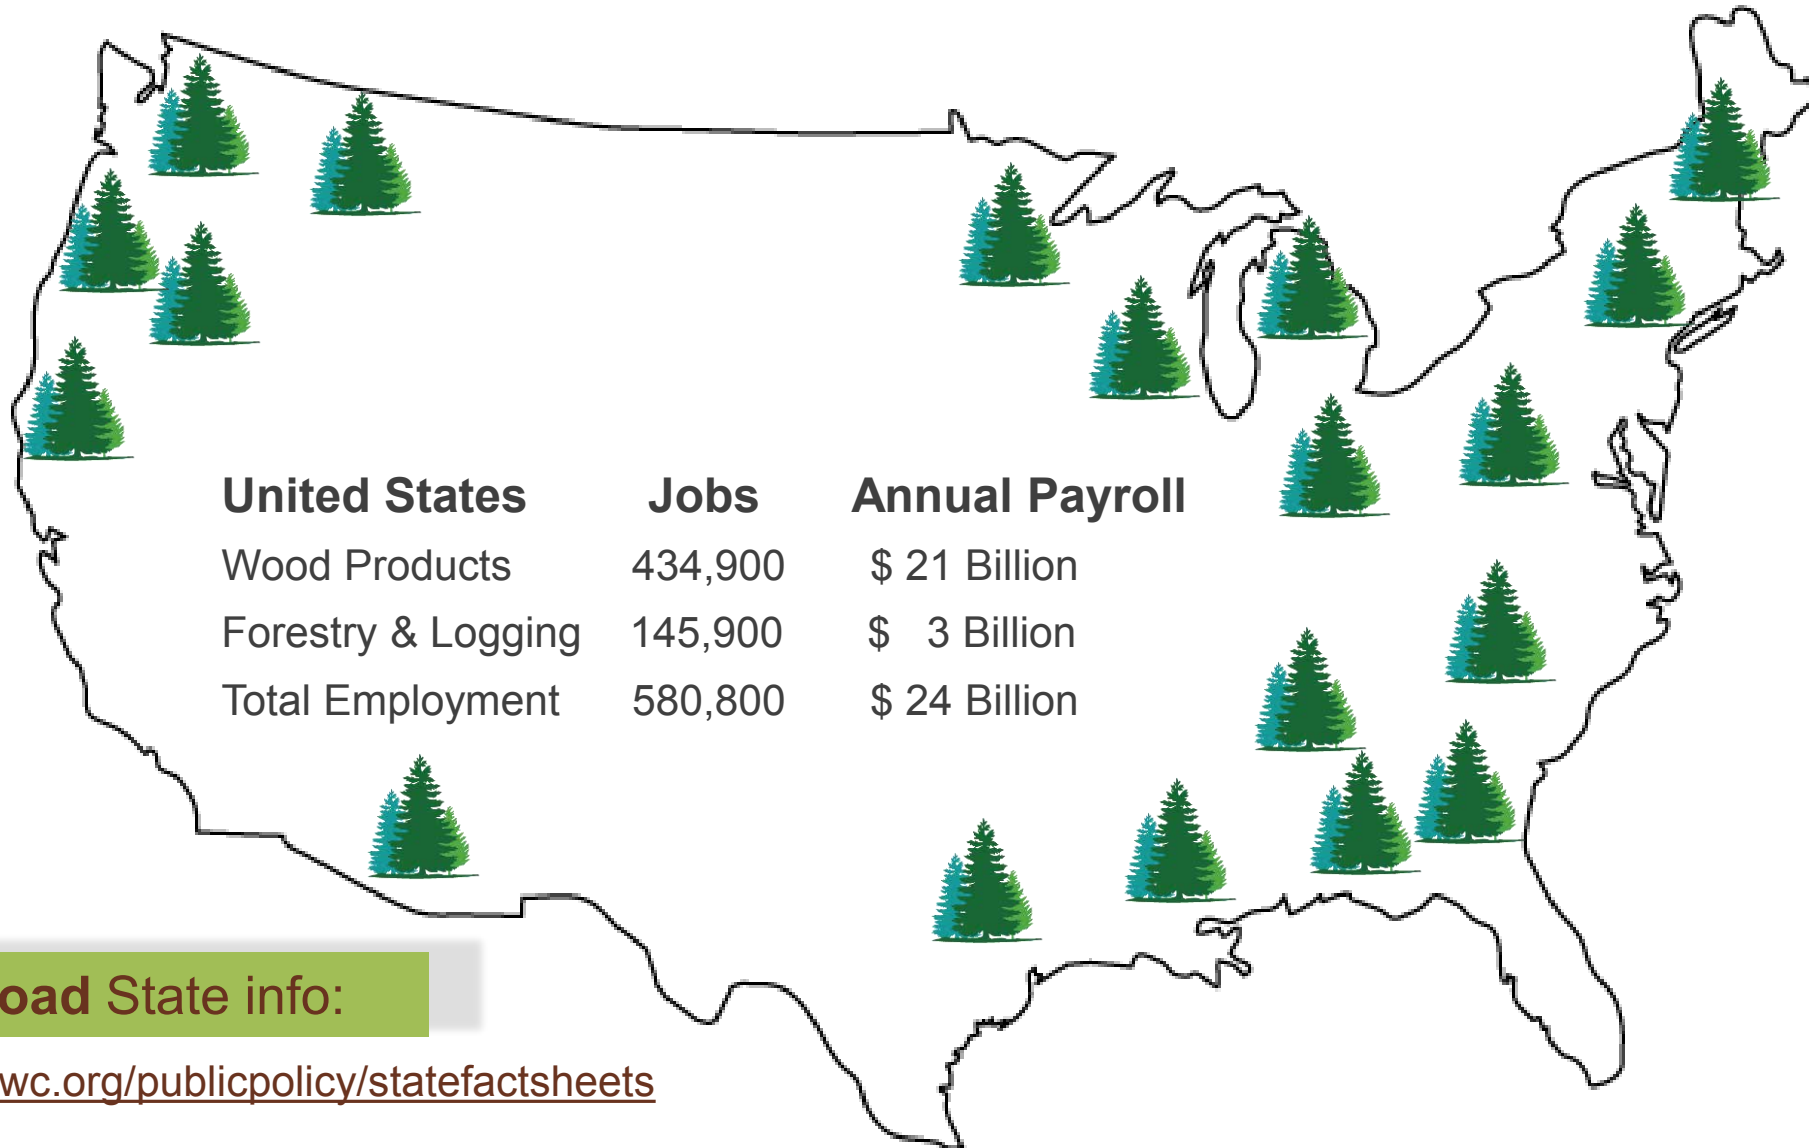 United States Jobs Annual Payroll
Wood Products 434,900 $ 21 Billion
Forestry & Logging 145,900 $ 3 Billion
Total Employment 580,800 $ 24 Billion
oad State info:
wc.org/publicpolicy/statefactsheets